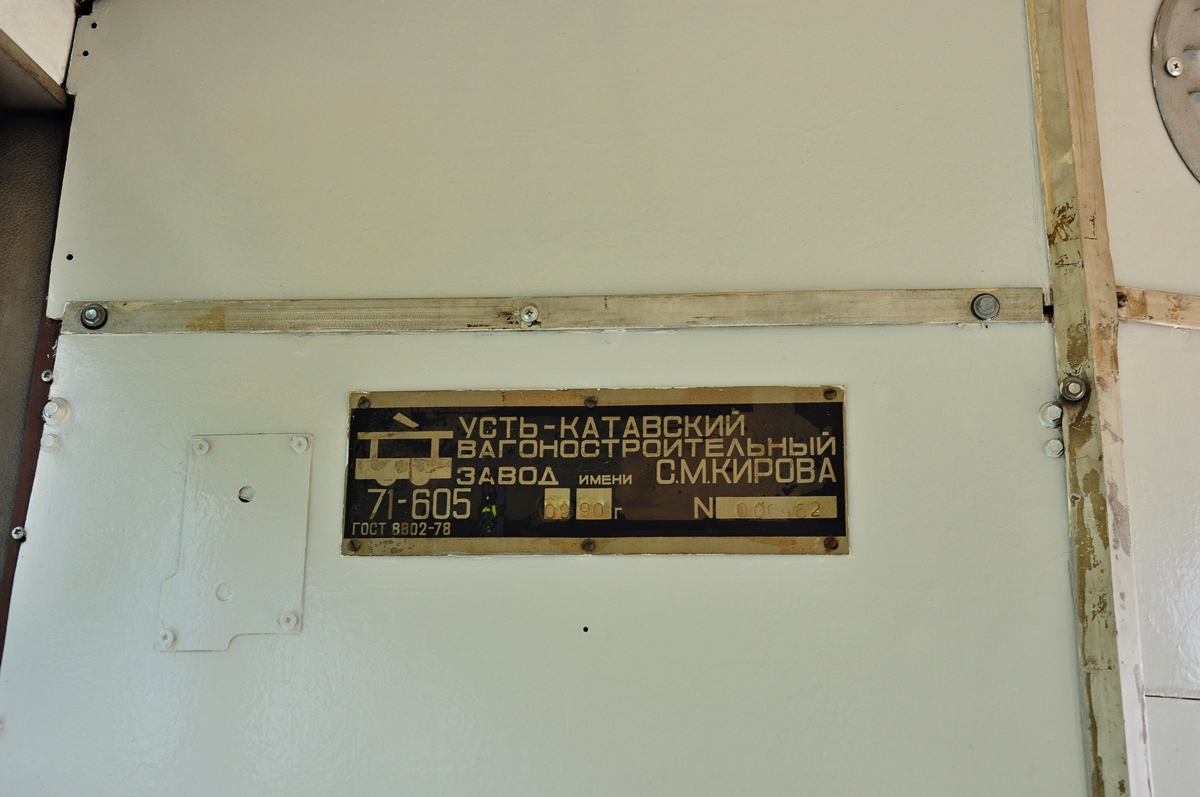 УСТЬ-КАТАВСКИЙ
ВАГОНОСТРОИТЕЛЬНЫЙ
ЗАВОД ИМЕНИ С.М.КИРОВА
71-605 90 г N
ГОСТ 8802-78